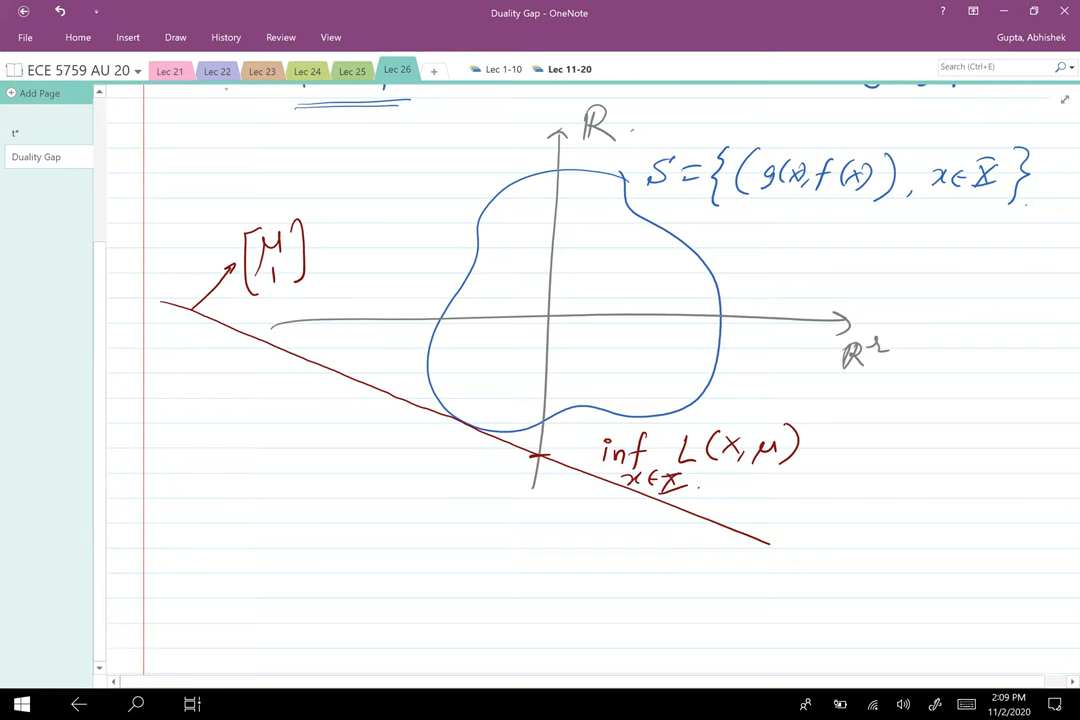 Duality Gap - OneNote
?
File Home Insert Draw History Review View
Gupta, Abhishek
ECE 5759 AU 20
Lec 21 Lec 22 Lec 23 Lec 24 Lec 25 Lec 26 +
Lec 1-10 Lec 11-20
Search (Ctrl+E)
Add Page
t*
Duality Gap
ℝ
S = { (g(x), f(x)), x ∈ X }
[μ
1]
ℝʳ
inf L(x, μ)
x ∈ X
2:09 PM
11/2/2020